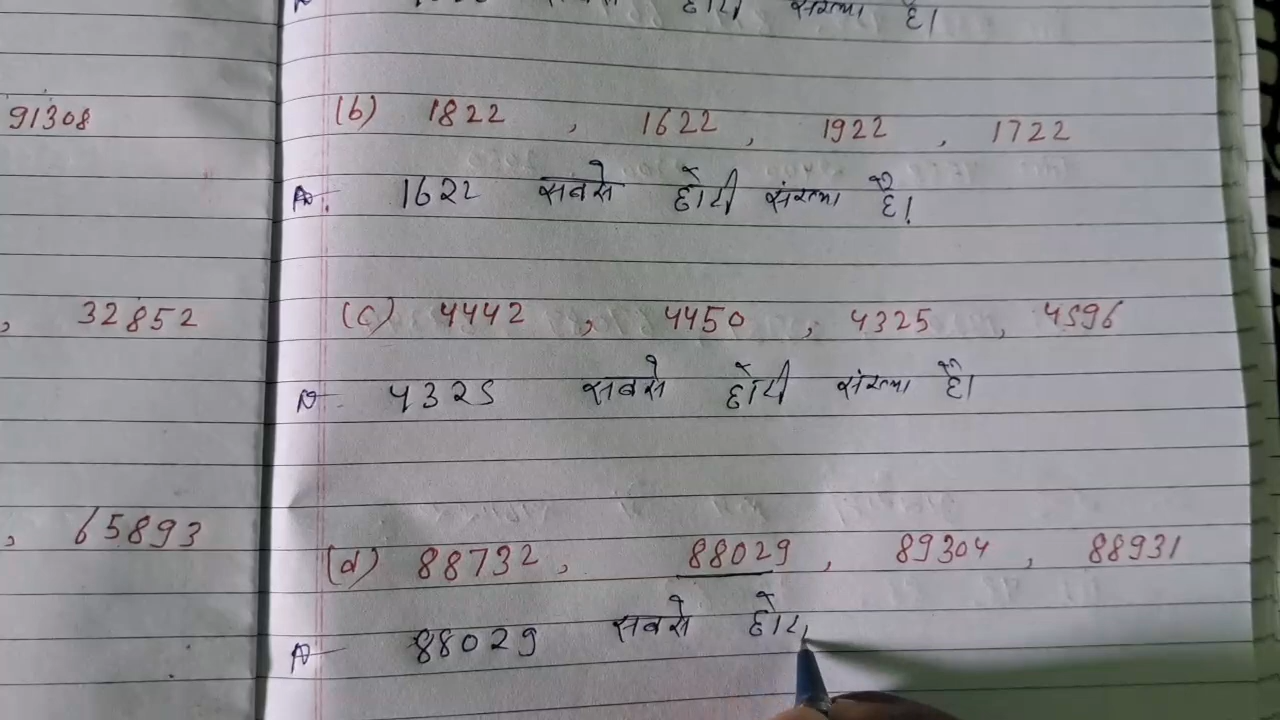 सबसे छोटी संख्या है।
91308
(b) 1822 , 1622 , 1922 , 1722
A- 1622 सबसे छोटी संख्या है।
, 32852
(c) 4442 , 4450 , 4325 , 4596
A- 4325 सबसे छोटी संख्या है।
, 65893
(d) 88732 , 88029 , 89304 , 88931
A- 88029 सबसे छोटी